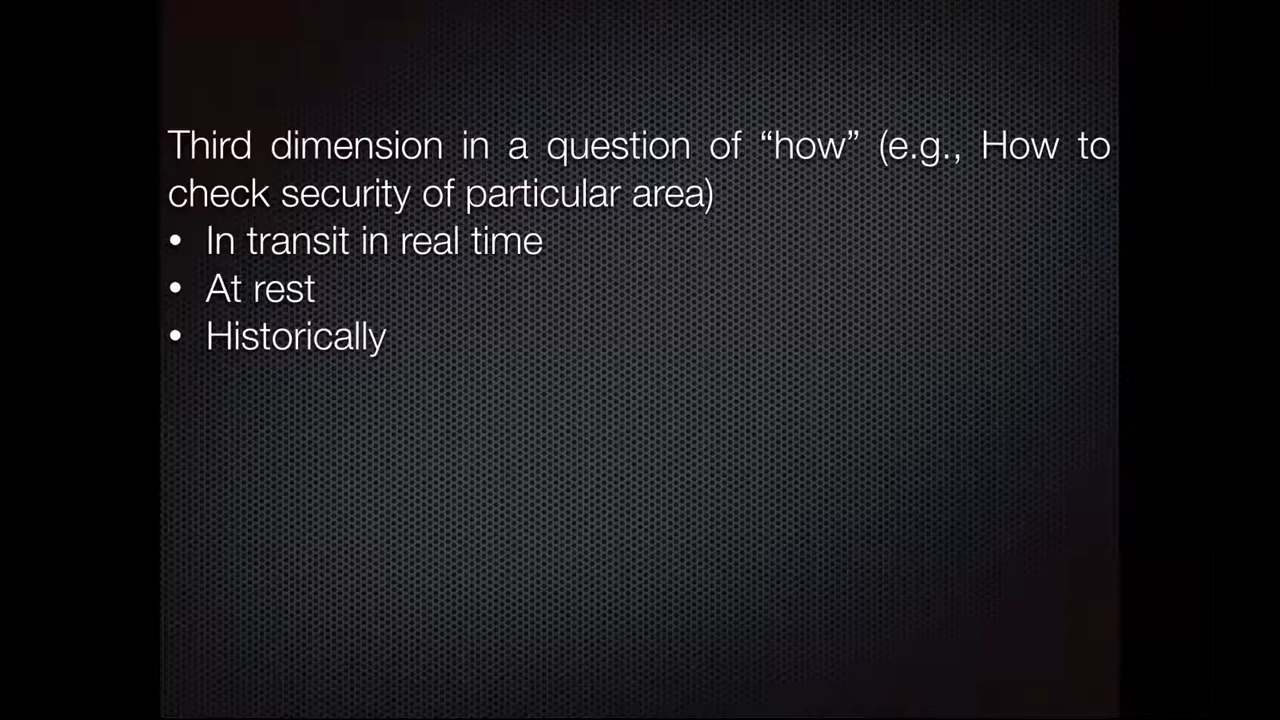 Third dimension in a question of “how” (e.g., How to
check security of particular area)
• In transit in real time
• At rest
• Historically